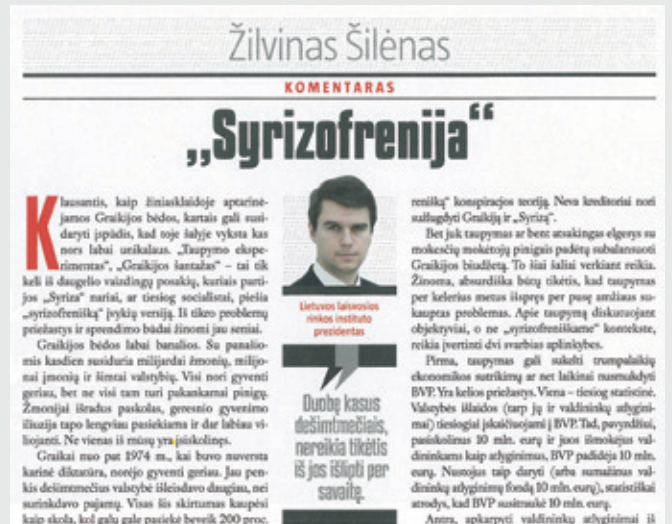 Žilvinas Šilėnas
KOMENTARAS
„Syrizofrenija“
Klausantis, kaip žiniasklaidoje aptarinė-
jamos Graikijos bėdos, kartais gali susi-
daryti įspūdis, kad toje šalyje vyksta kas
nors labai unikalaus. „Taupymo ekspe-
rimentas“, „Graikijos šantažas“ – tai tik
keli iš daugelio vaizdingų posakių, kuriais parti-
jos „Syriza“ nariai, ar tiesiog socialistai, piešia
„syrizofrenišką“ įvykių versiją. Iš tikro problemų
priežastys ir sprendimo būdai žinomi jau seniai.
Graikijos bėdos labai banalios. Su panašio-
mis kasdien susiduria milijardai žmonių, milijo-
nai įmonių ir šimtai valstybių. Visi nori gyventi
geriau, bet ne visi tam turi pakankamai pinigų.
Žmonijai išradus paskolas, geresnio gyvenimo
iliuzija tapo lengviau pasiekiama ir dar labiau vi-
liojanti. Ne vienas iš mūsų yra įsiskolinęs.
Graikai nuo pat 1974 m., kai buvo nuversta
karinė diktatūra, norėjo gyventi geriau. Jau pen-
kis dešimtmečius valstybė išleisdavo daugiau, nei
surinkdavo pajamų. Visas šis skirtumas kaupėsi
kaip skola, kol galų gale pasiekė beveik 200 proc.
Lietuvos laisvosios
rinkos instituto
prezidentas
Duobę kasus
dešimtmečiais,
nereikia tikėtis
iš jos išlipti per
savaitę.
renišką“ konspiracijos teoriją. Neva kreditoriai nori
sužlugdyti Graikiją ir „Syrizą“.
Bet juk taupymas ar bent atsakingas elgesys su
mokesčių mokėtojų pinigais padėtų subalansuoti
Graikijos biudžetą. To šiai šaliai verkiant reikia.
Žinoma, absurdiška būtų tikėtis, kad taupymas
per kelerius metus išspręs per pusę amžiaus su-
kauptas problemas. Apie taupymą diskutuojant
objektyviai, o ne „syrizofreniškame“ kontekste,
reikia įvertinti dvi svarbias aplinkybes.
Pirma, taupymas gali sukelti trumpalaikių
ekonomikos sutrikimų ar net laikinai nusmukdyti
BVP. Yra kelios priežastys. Viena – tiesiog statistinė.
Valstybės išlaidos (tarp jų ir valdininkų atlygini-
mai) tiesiogiai įskaičiuojami į BVP. Tad, pavyzdžiui,
pasiskolinus 10 mln. eurų ir juos išmokėjus val-
dininkams kaip atlyginimus, BVP padidėja 10 mln.
eurų. Nustojus taip daryti (arba sumažinus val-
dininkų atlyginimų fondą 10 mln. eurų), statistiškai
atrodys, kad BVP susitraukė 10 mln. eurų.
Antra, apkarpyti valdininkų atlyginimai iš